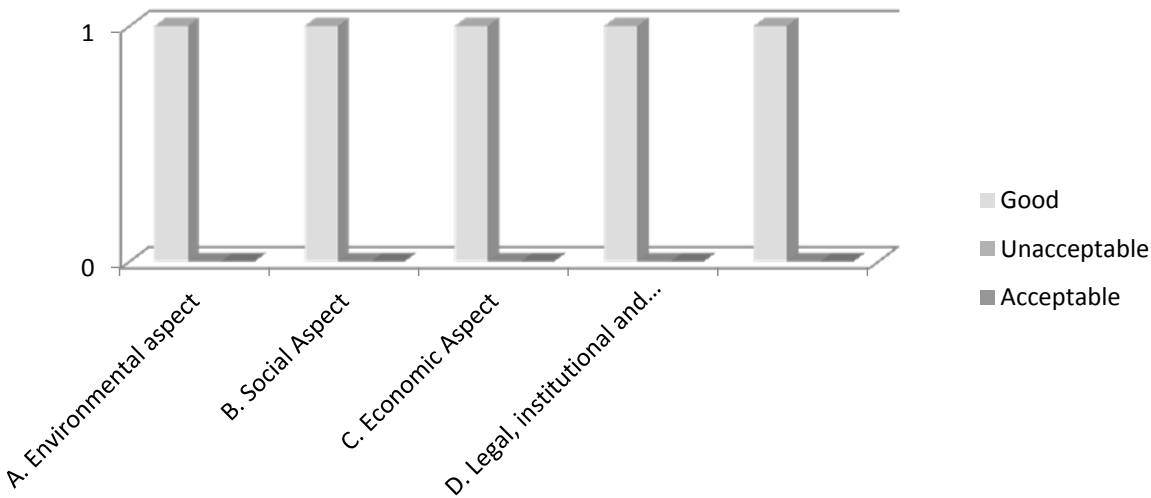 1
0
A. Environmental aspect
B. Social Aspect
C. Economic Aspect
D. Legal, institutional and...
Good
Unacceptable
Acceptable